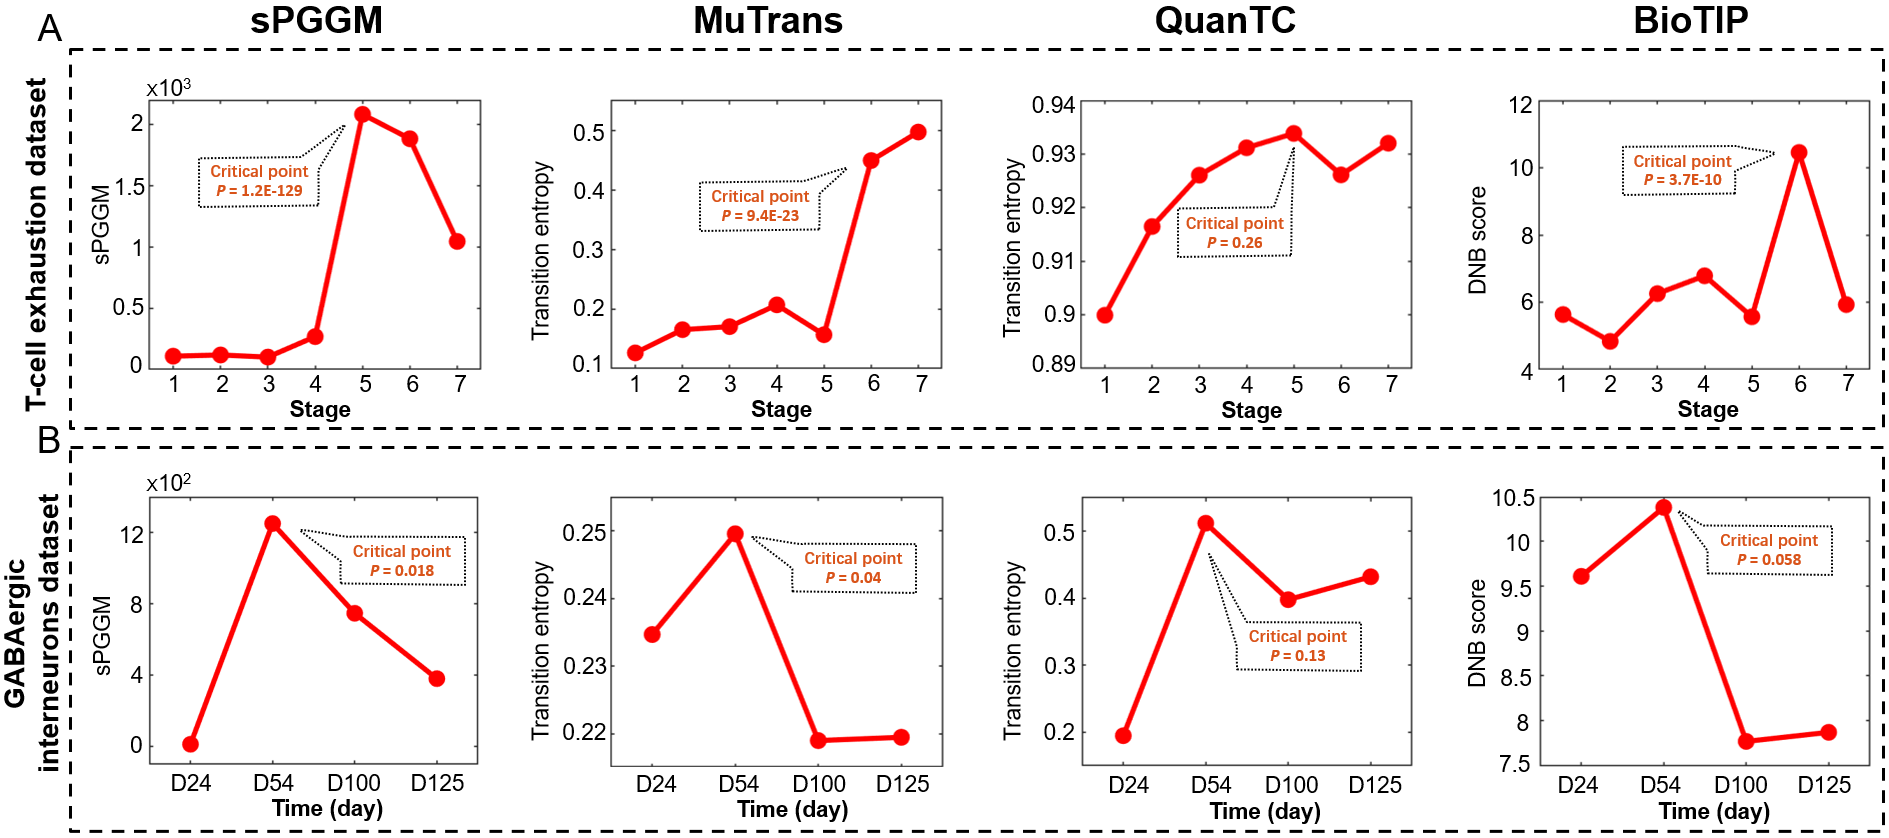 A
sPGGM
MuTrans
QuanTC
BioTIP
T-cell exhaustion dataset
x10³
sPGGM
2
1.5
1
0.5
0
Critical point
P = 1.2E-129
1 2 3 4 5 6 7
Stage
Transition entropy
0.5
0.4
0.3
0.2
0.1
Critical point
P = 9.4E-23
1 2 3 4 5 6 7
Stage
Transition entropy
0.94
0.93
0.92
0.91
0.9
0.89
Critical point
P = 0.26
1 2 3 4 5 6 7
Stage
DNB score
12
10
8
6
4
Critical point
P = 3.7E-10
1 2 3 4 5 6 7
Stage
B
GABAergic
interneurons dataset
x10²
sPGGM
12
8
4
0
Critical point
P = 0.018
D24 D54 D100 D125
Time (day)
Transition entropy
0.25
0.24
0.23
0.22
Critical point
P = 0.04
D24 D54 D100 D125
Time (day)
Transition entropy
0.5
0.4
0.3
0.2
Critical point
P = 0.13
D24 D54 D100 D125
Time (day)
DNB score
10.5
10
9.5
9
8.5
8
7.5
Critical point
P = 0.058
D24 D54 D100 D125
Time (day)